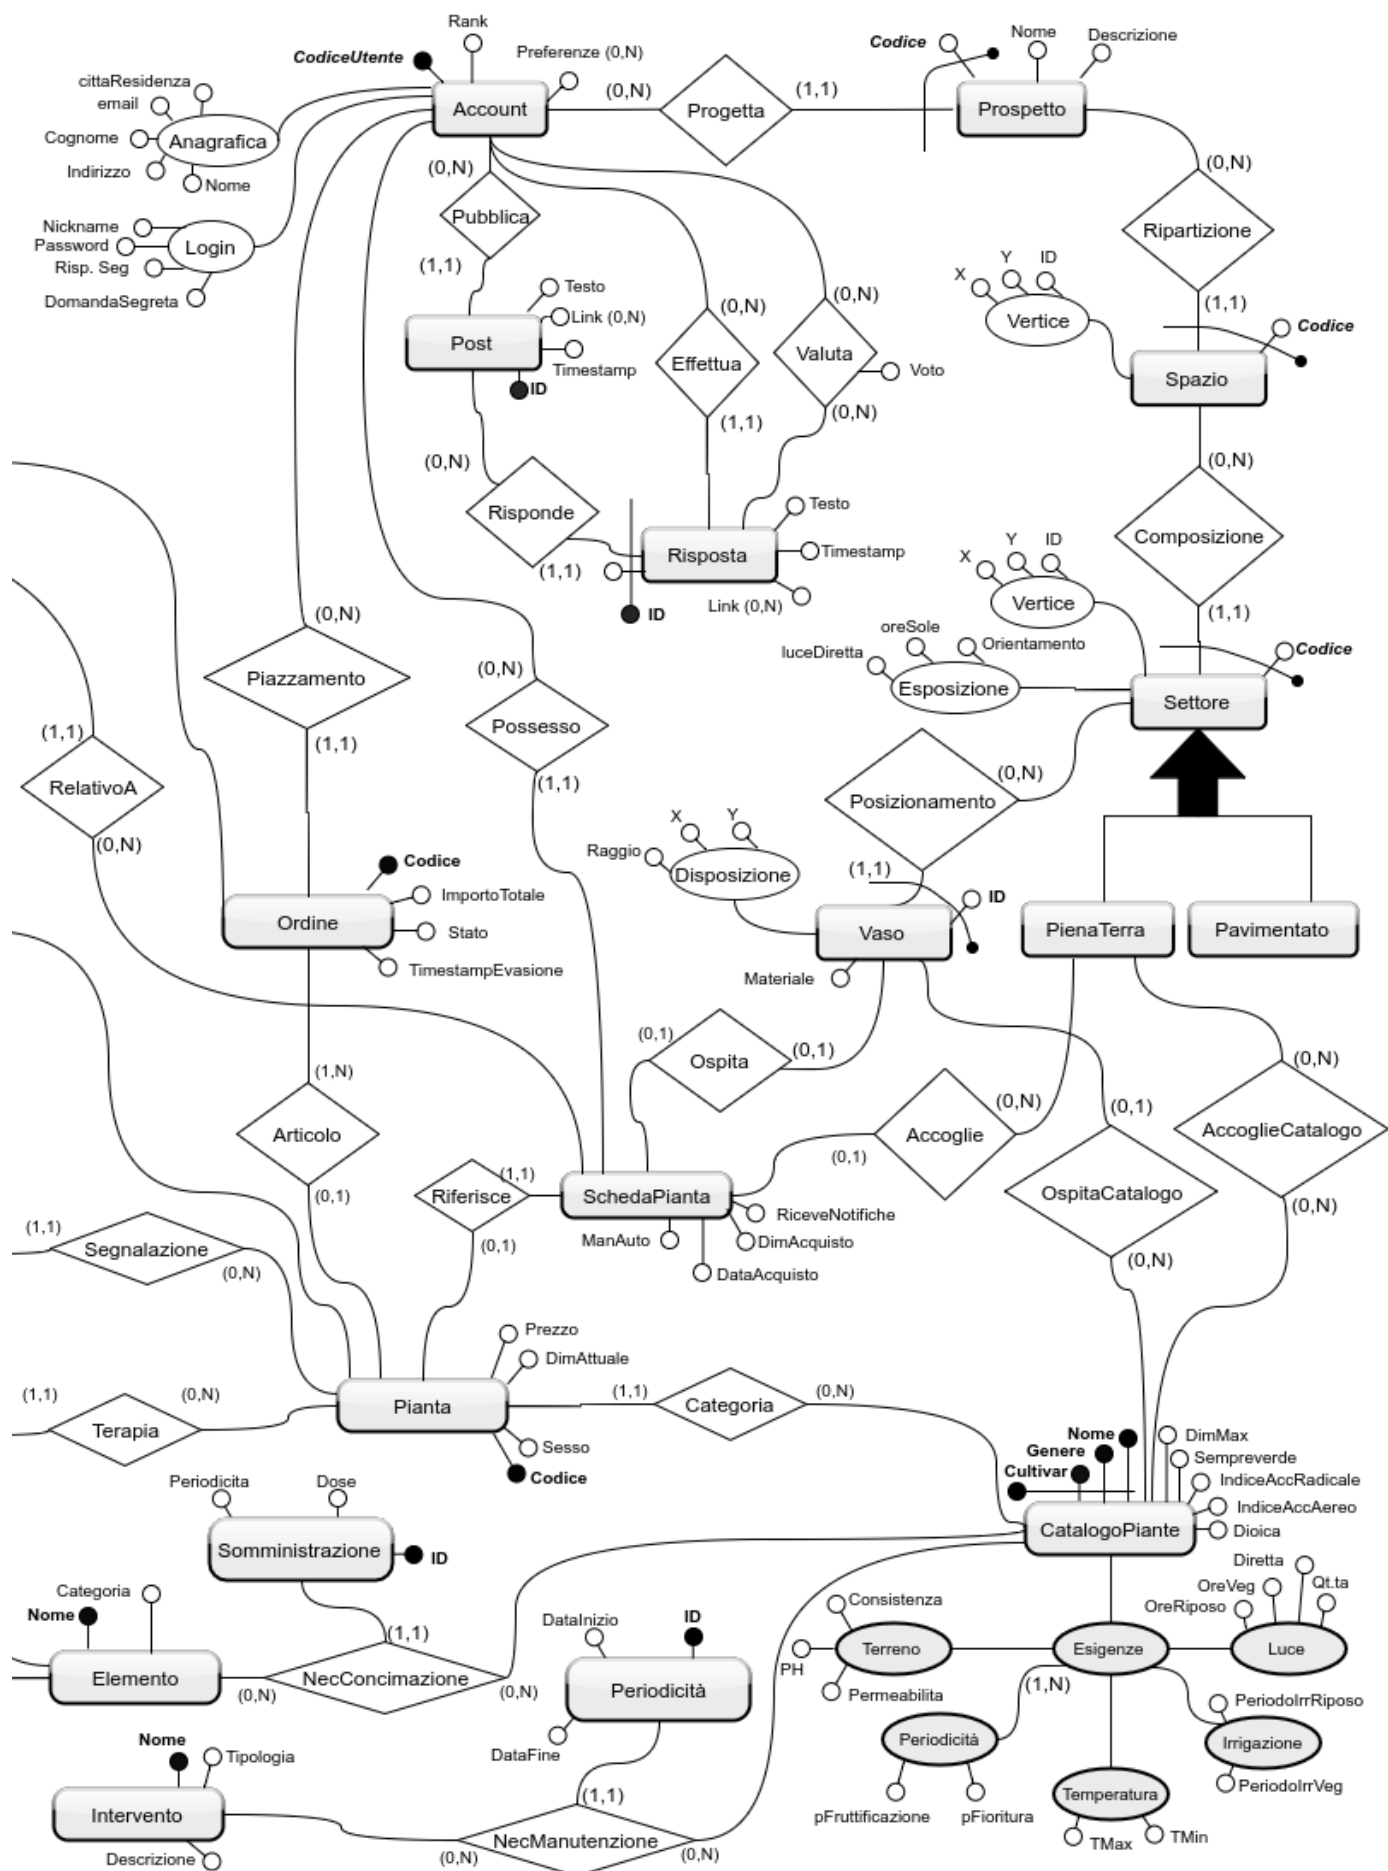 Rank
CodiceUtente
Preferenze (0,N)
Codice
Nome
Descrizione
cittaResidenza
email
Cognome
Anagrafica
Indirizzo
Nome
Account
(0,N)
Progetta
(1,1)
Prospetto
Nickname
Password
Login
Risp. Seg
DomandaSegreta
(0,N)
Pubblica
(1,1)
(0,N)
Ripartizione
(1,1)
X
Y
ID
Vertice
Codice
Spazio
Testo
Link (0,N)
Post
Timestamp
ID
(0,N)
Effettua
(1,1)
(0,N)
Valuta
Voto
(0,N)
(0,N)
Risponde
(1,1)
Testo
Risposta
Timestamp
Link (0,N)
ID
(0,N)
Composizione
(1,1)
X
Y
ID
Vertice
oreSole
luceDiretta
Orientamento
Esposizione
Codice
Settore
(0,N)
Piazzamento
(1,1)
(0,N)
Possesso
(1,1)
(1,1)
RelativoA
(0,N)
Posizionamento
(0,N)
(1,1)
X
Y
Raggio
Disposizione
ID
Vaso
Materiale
PienaTerra
Pavimentato
Codice
ImportoTotale
Ordine
Stato
TimestampEvasione
(0,1)
Ospita
(0,1)
(1,N)
Articolo
(0,1)
(0,N)
Accoglie
(0,1)
(0,N)
AccoglieCatalogo
(0,N)
(0,1)
OspitaCatalogo
(0,N)
(1,1)
Riferisce
(0,1)
SchedaPianta
RiceveNotifiche
ManAuto
DimAcquisto
DataAcquisto
(1,1)
Segnalazione
(0,N)
Prezzo
DimAttuale
Pianta
Sesso
Codice
(1,1)
Categoria
(0,N)
(1,1)
(0,N)
Terapia
Nome
Genere
Cultivar
DimMax
Sempreverde
IndiceAccRadicale
IndiceAccAereo
CatalogoPiante
Dioica
Periodicita
Dose
Somministrazione
ID
Categoria
Nome
Elemento
(0,N)
(1,1)
NecConcimazione
(0,N)
DataInizio
ID
Periodicità
DataFine
Consistenza
Terreno
PH
Permeabilita
Esigenze
(1,N)
Diretta
OreVeg
Qt.ta
OreRiposo
Luce
Periodicità
pFruttificazione
pFioritura
PeriodoIrrRiposo
Irrigazione
PeriodoIrrVeg
Temperatura
TMax
TMin
Nome
Tipologia
Intervento
Descrizione
(1,1)
NecManutenzione
(0,N)
(0,N)